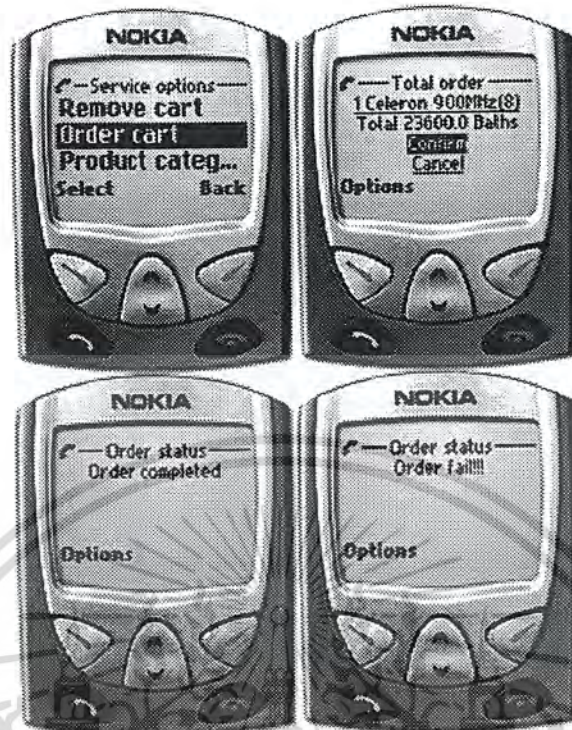 NOKIA
Service options
Remove cart
Order cart
Product categ...
Select Back
NOKIA
Total order
1 Celeron 900MHz(8)
Total 23600.0 Baths
Confirm
Cancel
Options
NOKIA
Order status
Order completed
Options
NOKIA
Order status
Order fail!!!
Options